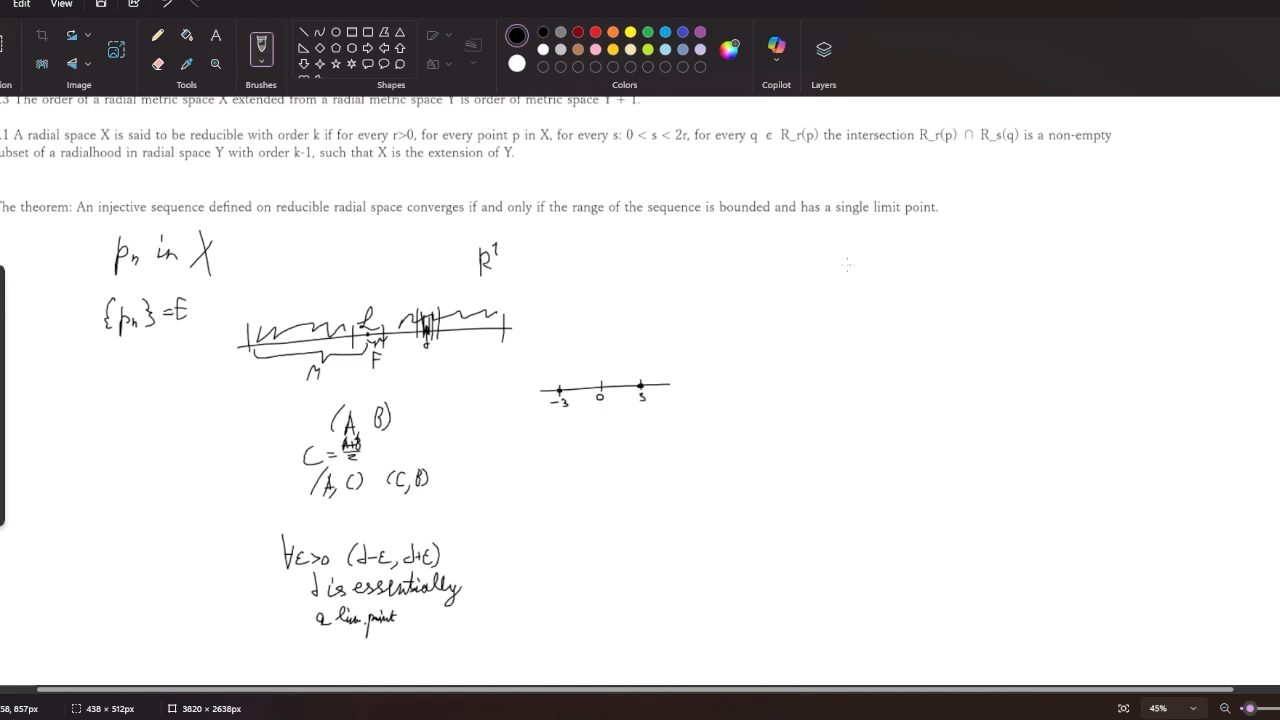 Edit View
ion Image Tools Brushes Shapes Colors Copilot Layers
.3 The order of a radial metric space X extended from a radial metric space Y is order of metric space Y + 1.
.1 A radial space X is said to be reducible with order k if for every r>0, for every point p in X, for every s: 0 < s < 2r, for every q ϵ R_r(p) the intersection R_r(p) ∩ R_s(q) is a non-empty
ubset of a radialhood in radial space Y with order k-1, such that X is the extension of Y.
The theorem: An injective sequence defined on reducible radial space converges if and only if the range of the sequence is bounded and has a single limit point.
pₙ in X
R¹
{pₙ} = E
L
d
M F
-3 0 3
(A, B)
C = (A+B)/2
(A, C) (C, B)
∀ε>0 (d-ε, d+ε)
d is essentially
a lim. point
58, 857px 438 × 512px 3820 × 2638px 45%